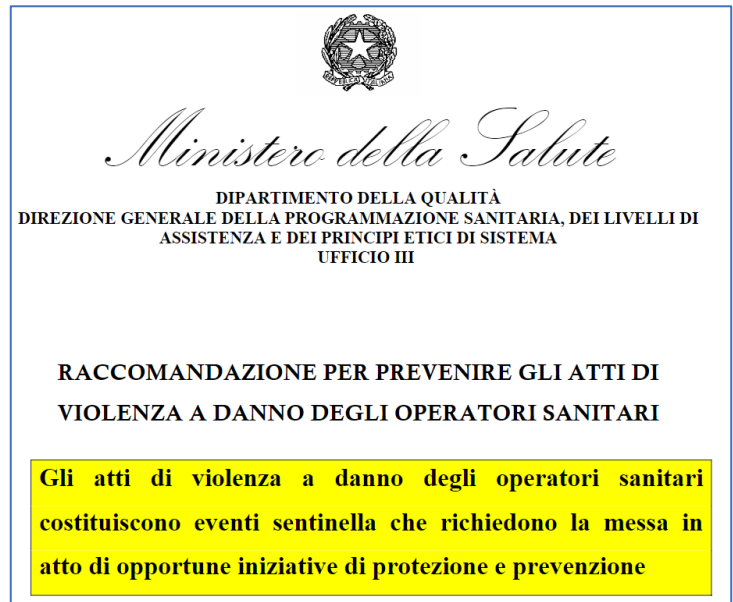 REPVBBLICA ITALIANA
Ministero della Salute
DIPARTIMENTO DELLA QUALITÀ
DIREZIONE GENERALE DELLA PROGRAMMAZIONE SANITARIA, DEI LIVELLI DI
ASSISTENZA E DEI PRINCIPI ETICI DI SISTEMA
UFFICIO III
RACCOMANDAZIONE PER PREVENIRE GLI ATTI DI
VIOLENZA A DANNO DEGLI OPERATORI SANITARI
Gli atti di violenza a danno degli operatori sanitari
costituiscono eventi sentinella che richiedono la messa in
atto di opportune iniziative di protezione e prevenzione